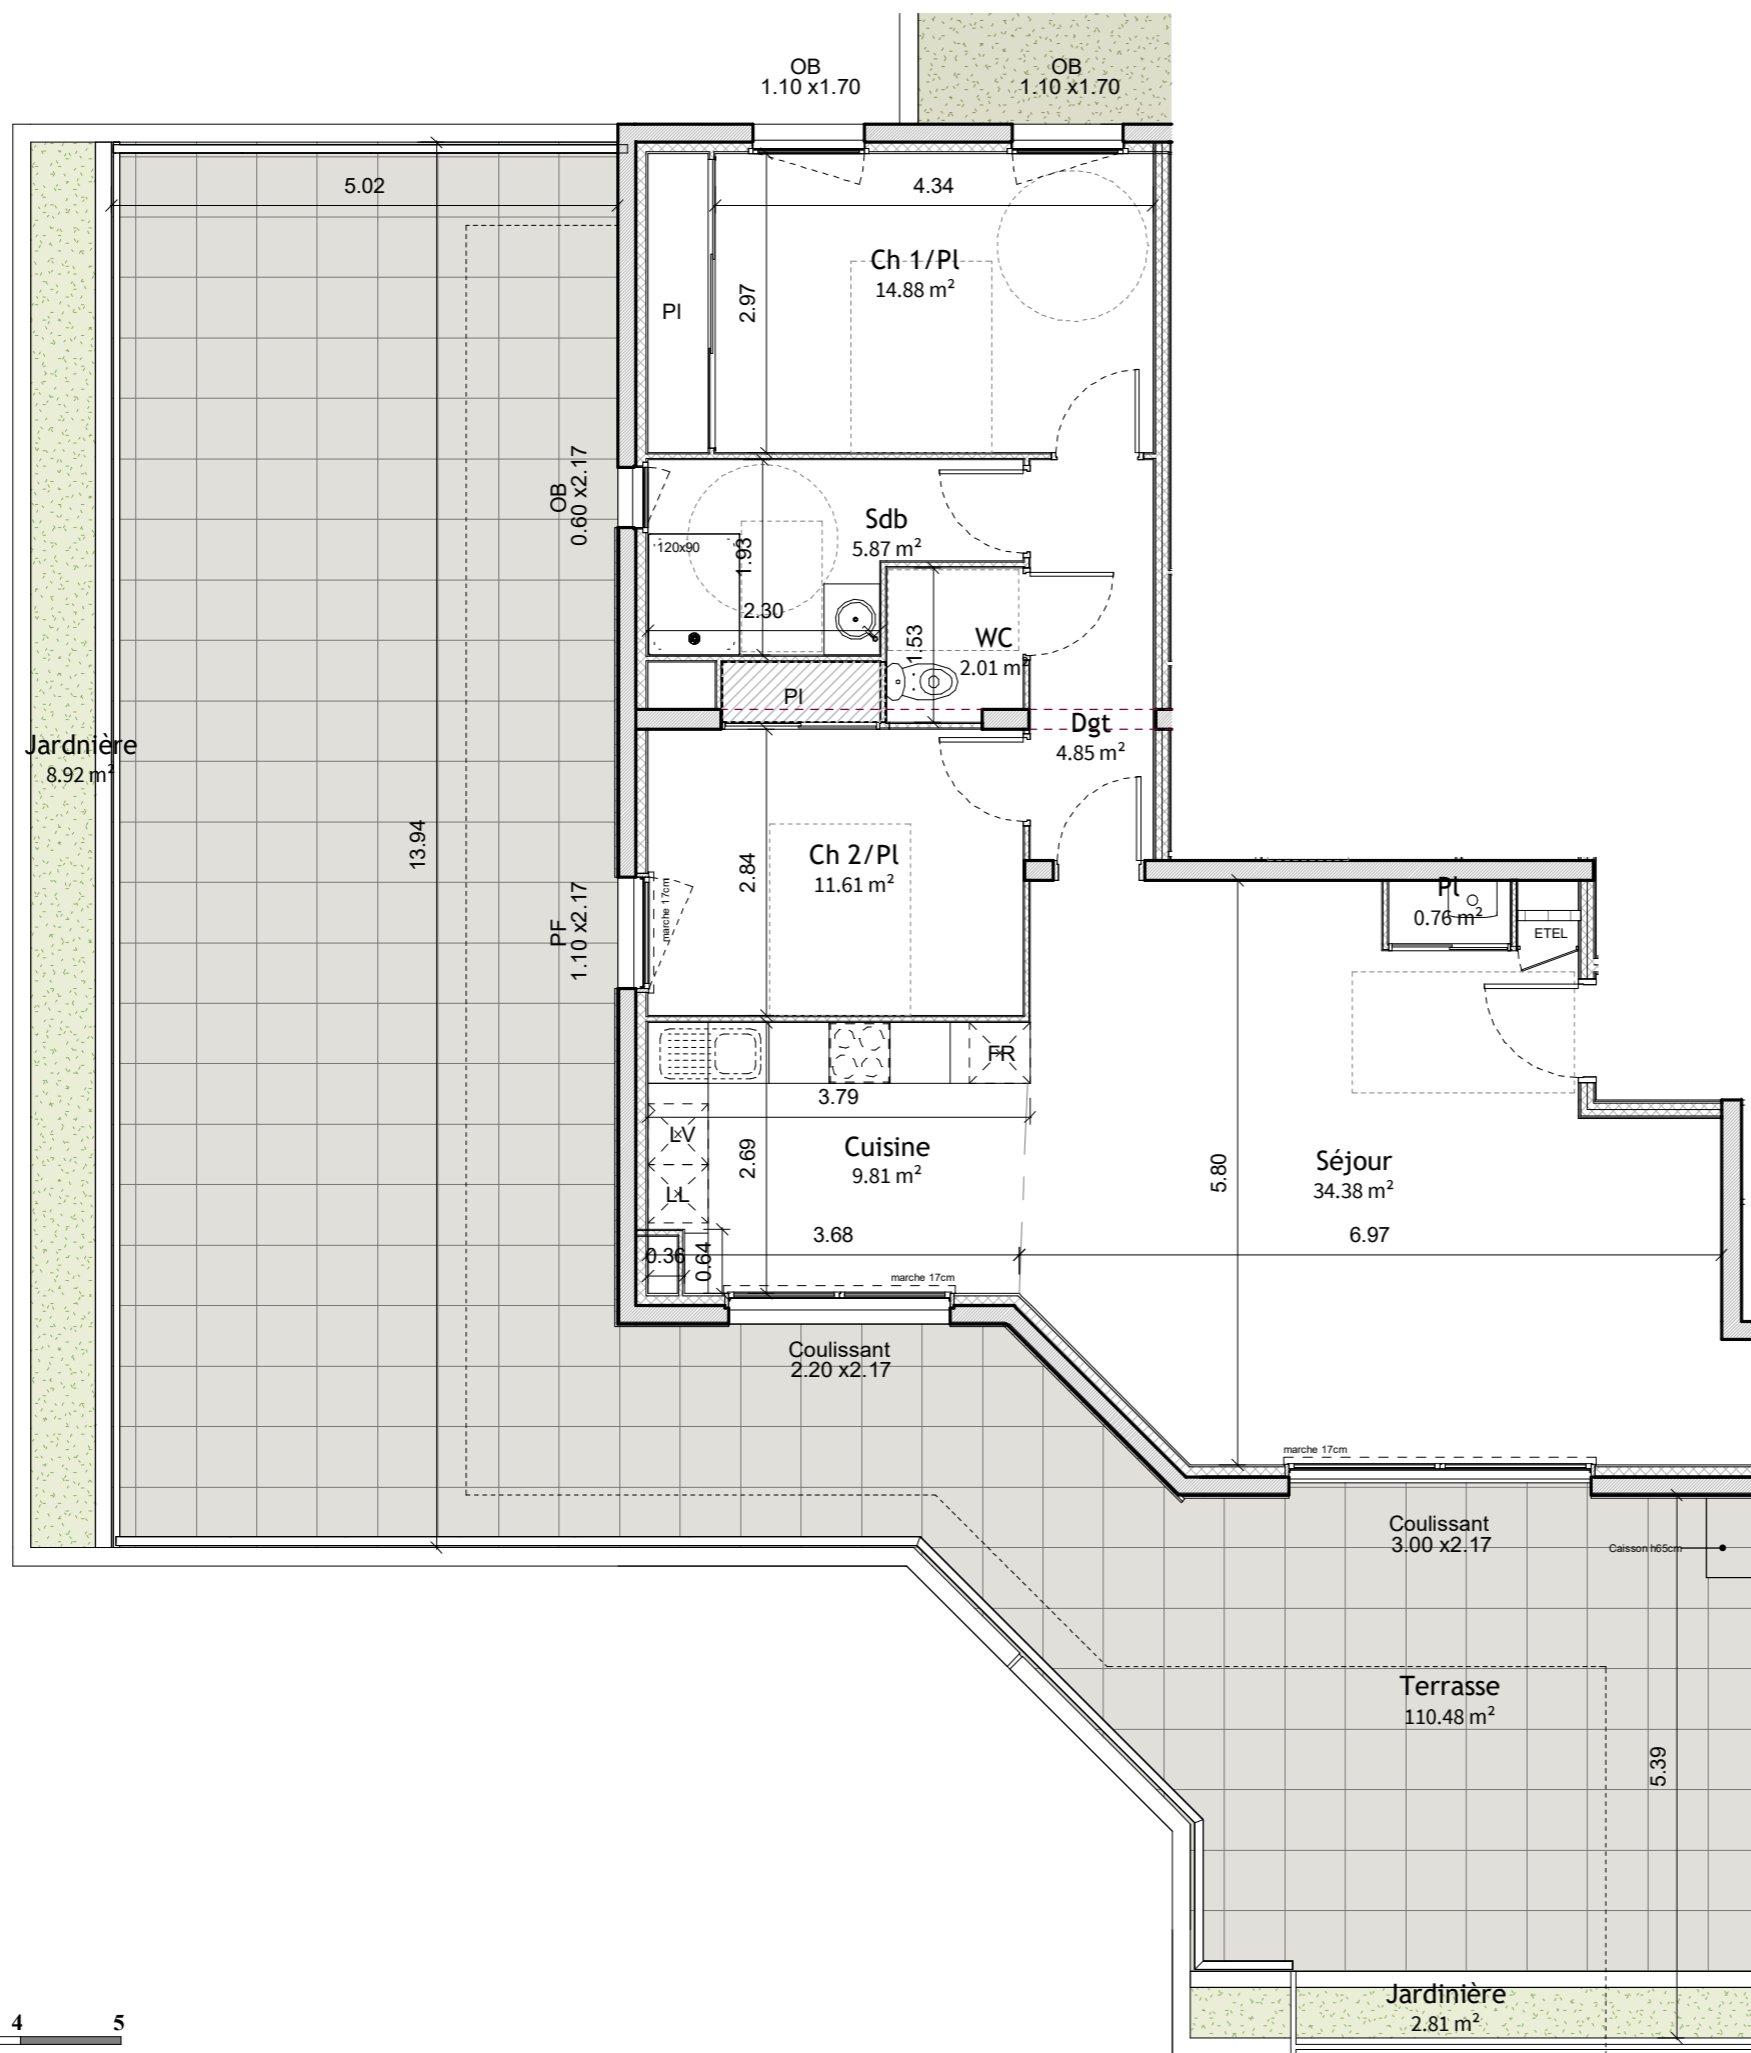 OB
1.10 x1.70
OB
1.10 x1.70
5.02
4.34
Ch 1/Pl
14.88 m²
Pl
2.97
OB
0.60 x2.17
120x90
1.93
Sdb
5.87 m²
2.30
1.53
WC
2.01 m²
Pl
Dgt
4.85 m²
Jardnière
8.92 m²
13.94
2.84
Ch 2/Pl
11.61 m²
PF
1.10 x2.17
marche 17cm
Pl
0.76 m²
ETEL
FR
3.79
LV
LL
2.69
Cuisine
9.81 m²
5.80
Séjour
34.38 m²
3.68
6.97
0.36
0.64
marche 17cm
Coulissant
2.20 x2.17
marche 17cm
Coulissant
3.00 x2.17
Caisson h65cm
Terrasse
110.48 m²
5.39
Jardinière
2.81 m²
4
5